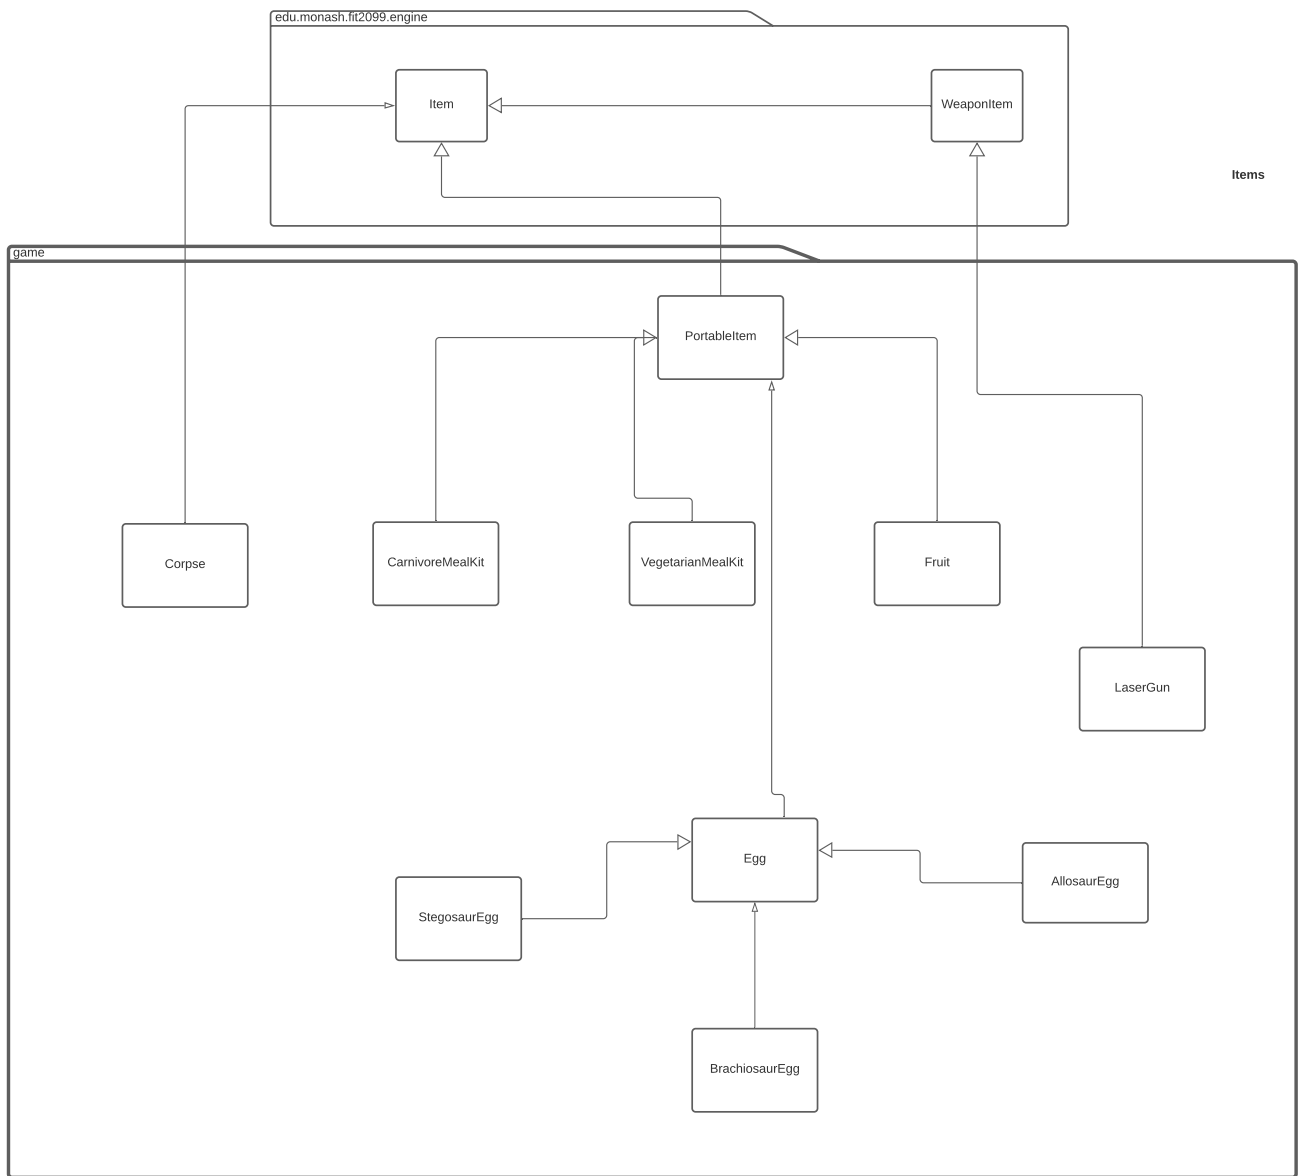 edu.monash.fit2099.engine
Item
WeaponItem
Items
game
PortableItem
Corpse
CarnivoreMealKit
VegetarianMealKit
Fruit
LaserGun
Egg
AllosaurEgg
StegosaurEgg
BrachiosaurEgg